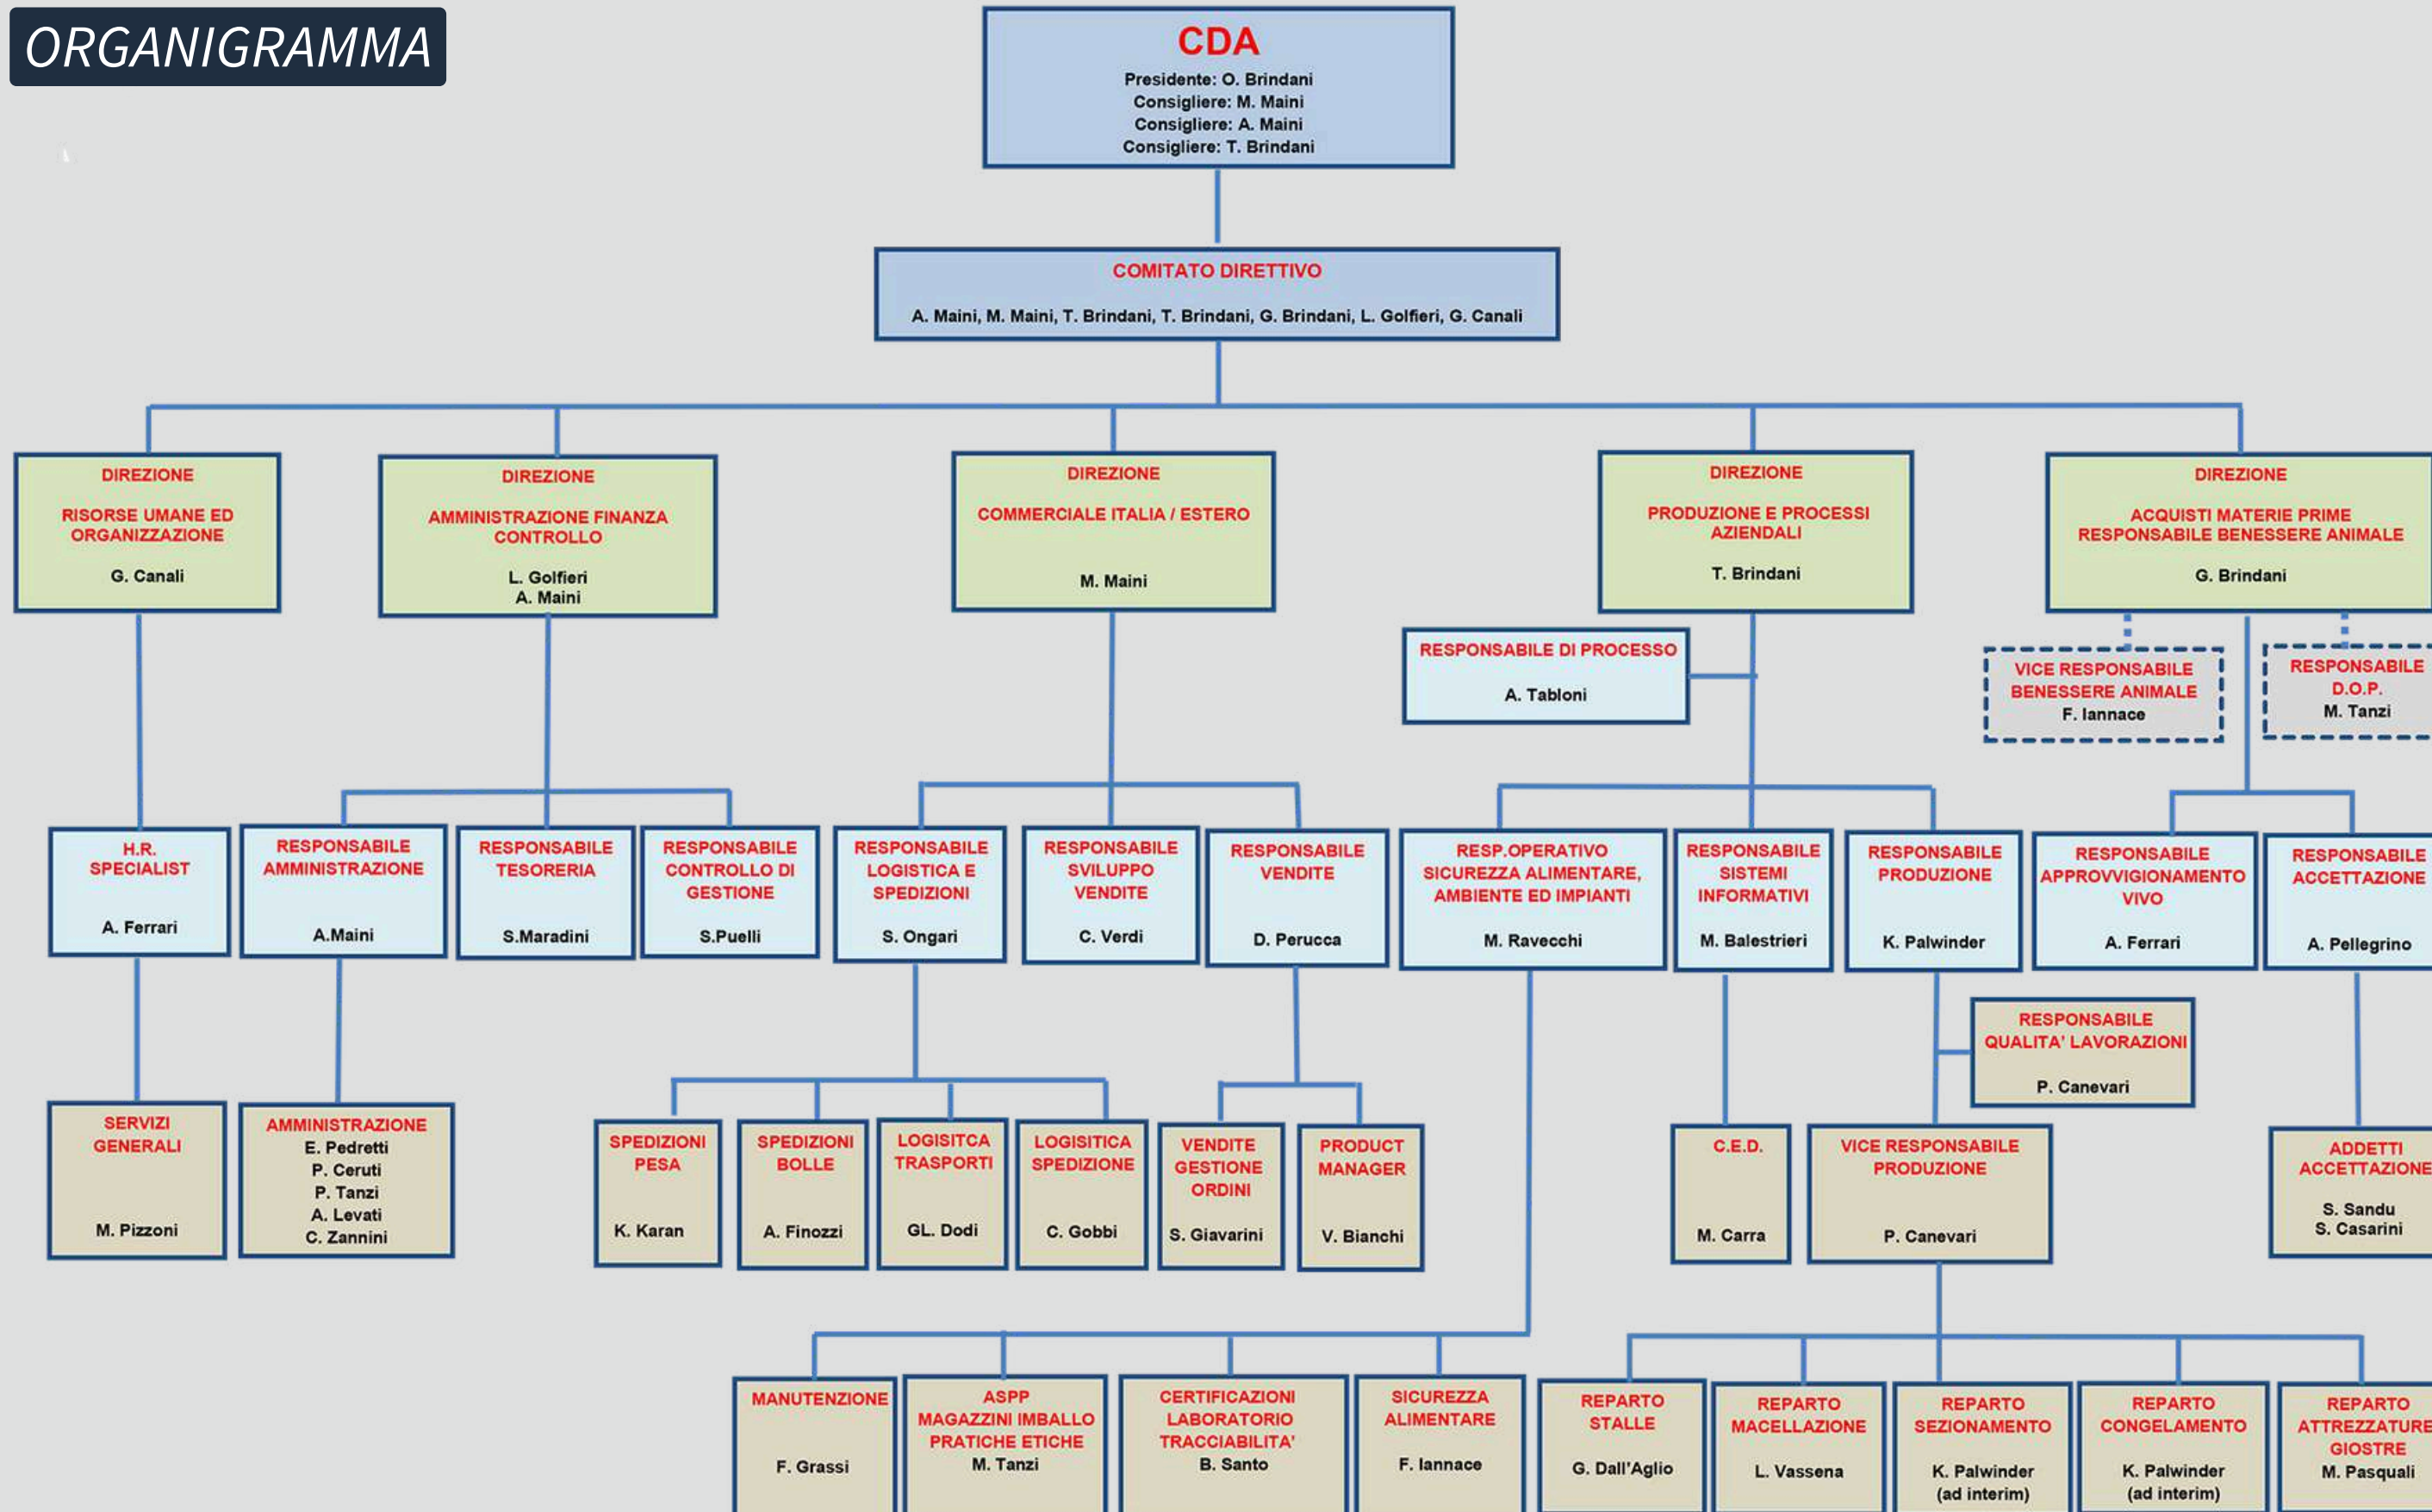 ORGANIGRAMMA
CDA
Presidente: O. Brindani
Consigliere: M. Maini
Consigliere: A. Maini
Consigliere: T. Brindani
COMITATO DIRETTIVO
A. Maini, M. Maini, T. Brindani, T. Brindani, G. Brindani, L. Golfieri, G. Canali
DIREZIONE
RISORSE UMANE ED
ORGANIZZAZIONE
G. Canali
DIREZIONE
AMMINISTRAZIONE FINANZA
CONTROLLO
L. Golfieri
A. Maini
DIREZIONE
COMMERCIALE ITALIA / ESTERO
M. Maini
DIREZIONE
PRODUZIONE E PROCESSI
AZIENDALI
T. Brindani
DIREZIONE
ACQUISTI MATERIE PRIME
RESPONSABILE BENESSERE ANIMALE
G. Brindani
RESPONSABILE DI PROCESSO
A. Tabloni
VICE RESPONSABILE
BENESSERE ANIMALE
F. Iannace
RESPONSABILE
D.O.P.
M. Tanzi
H.R.
SPECIALIST
A. Ferrari
RESPONSABILE
AMMINISTRAZIONE
A.Maini
RESPONSABILE
TESORERIA
S.Maradini
RESPONSABILE
CONTROLLO DI
GESTIONE
S.Puelli
RESPONSABILE
LOGISTICA E
SPEDIZIONI
S. Ongari
RESPONSABILE
SVILUPPO
VENDITE
C. Verdi
RESPONSABILE
VENDITE
D. Perucca
RESP.OPERATIVO
SICUREZZA ALIMENTARE,
AMBIENTE ED IMPIANTI
M. Ravecchi
RESPONSABILE
SISTEMI
INFORMATIVI
M. Balestrieri
RESPONSABILE
PRODUZIONE
K. Palwinder
RESPONSABILE
APPROVVIGIONAMENTO
VIVO
A. Ferrari
RESPONSABILE
ACCETTAZIONE
A. Pellegrino
RESPONSABILE
QUALITA' LAVORAZIONI
P. Canevari
SERVIZI
GENERALI
M. Pizzoni
AMMINISTRAZIONE
E. Pedretti
P. Ceruti
P. Tanzi
A. Levati
C. Zannini
SPEDIZIONI
PESA
K. Karan
SPEDIZIONI
BOLLE
A. Finozzi
LOGISITCA
TRASPORTI
GL. Dodi
LOGISITICA
SPEDIZIONE
C. Gobbi
VENDITE
GESTIONE
ORDINI
S. Giavarini
PRODUCT
MANAGER
V. Bianchi
C.E.D.
M. Carra
VICE RESPONSABILE
PRODUZIONE
P. Canevari
ADDETTI
ACCETTAZIONE
S. Sandu
S. Casarini
MANUTENZIONE
F. Grassi
ASPP
MAGAZZINI IMBALLO
PRATICHE ETICHE
M. Tanzi
CERTIFICAZIONI
LABORATORIO
TRACCIABILITA'
B. Santo
SICUREZZA
ALIMENTARE
F. Iannace
REPARTO
STALLE
G. Dall'Aglio
REPARTO
MACELLAZIONE
L. Vassena
REPARTO
SEZIONAMENTO
K. Palwinder
(ad interim)
REPARTO
CONGELAMENTO
K. Palwinder
(ad interim)
REPARTO
ATTREZZATURE
GIOSTRE
M. Pasquali